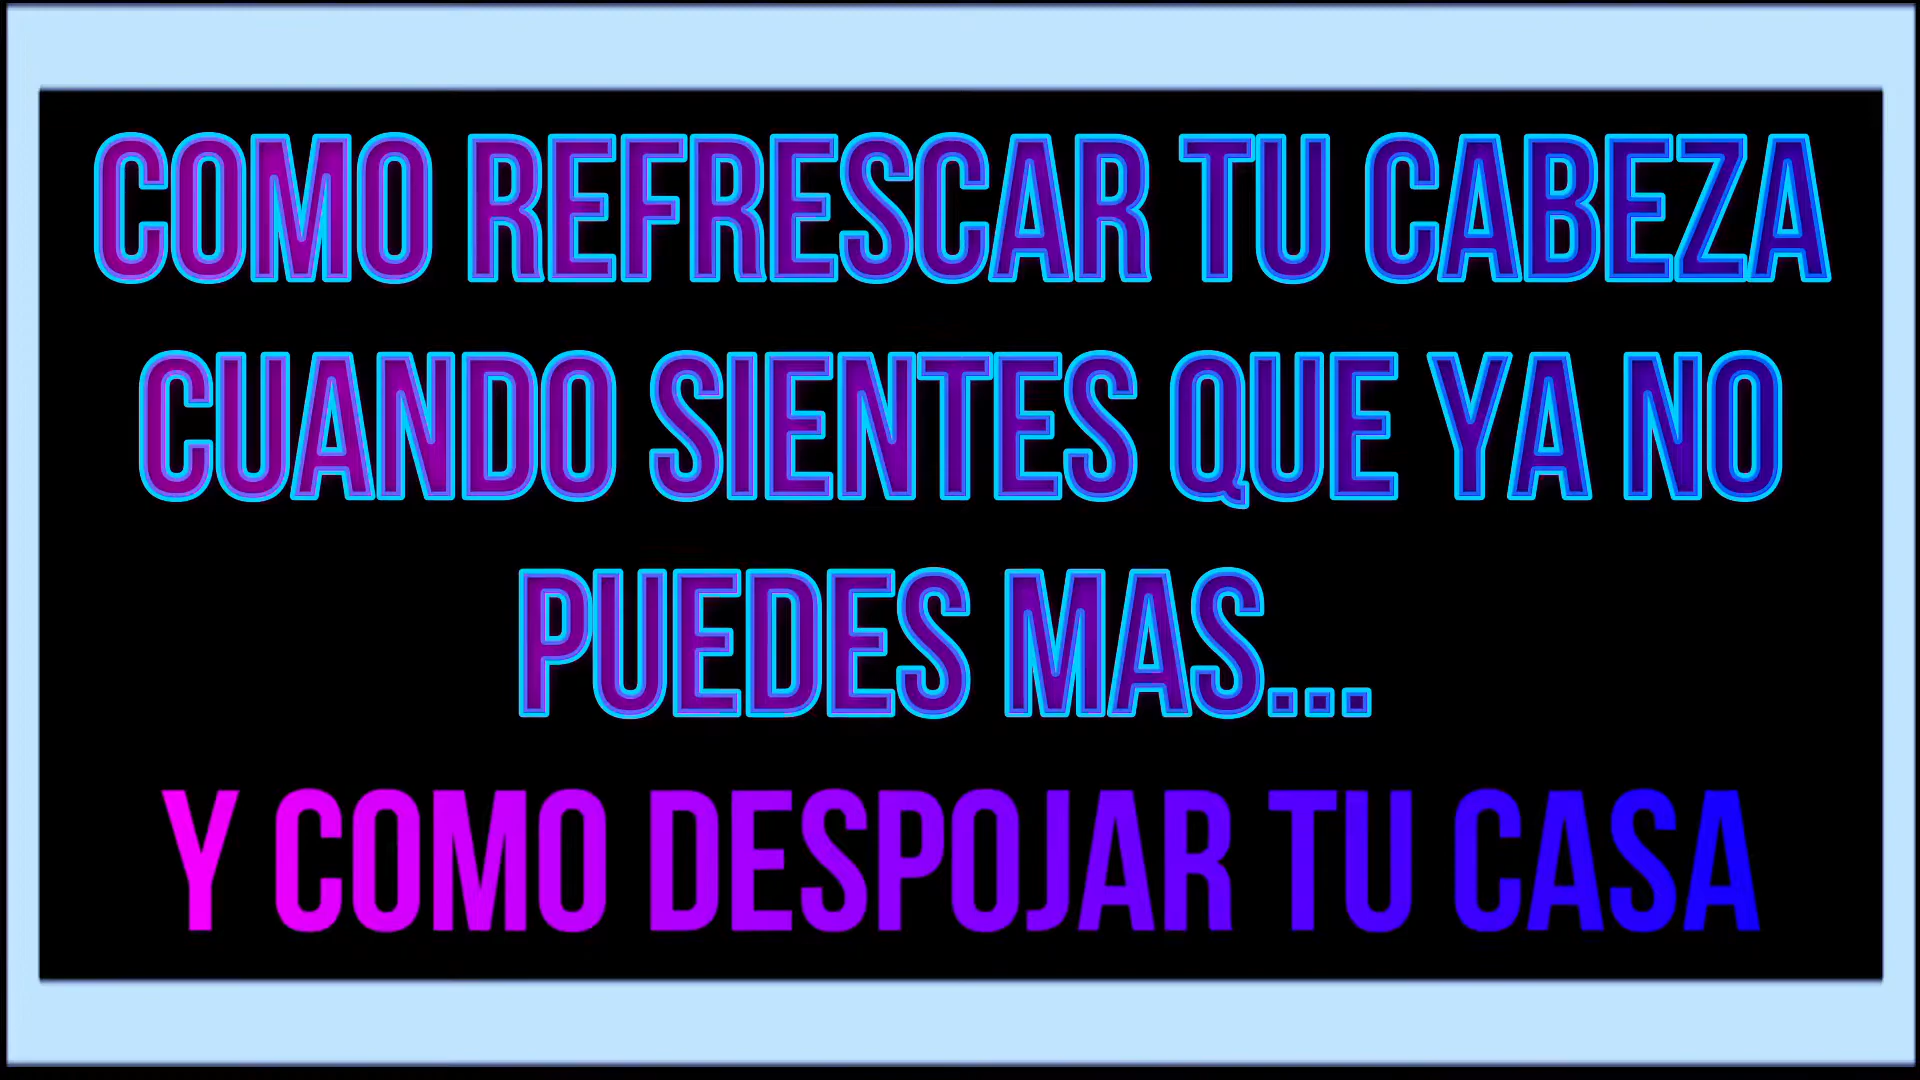 COMO REFRESCAR TU CABEZA
CUANDO SIENTES QUE YA NO
PUEDES MAS...
Y COMO DESPOJAR TU CASA